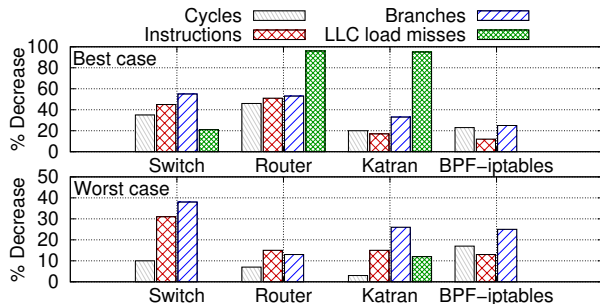 Cycles Branches
Instructions LLC load misses
100
Best case
80
60
40
20
0
% Decrease
Switch Router Katran BPF-iptables
50
Worst case
40
30
20
10
0
% Decrease
Switch Router Katran BPF-iptables